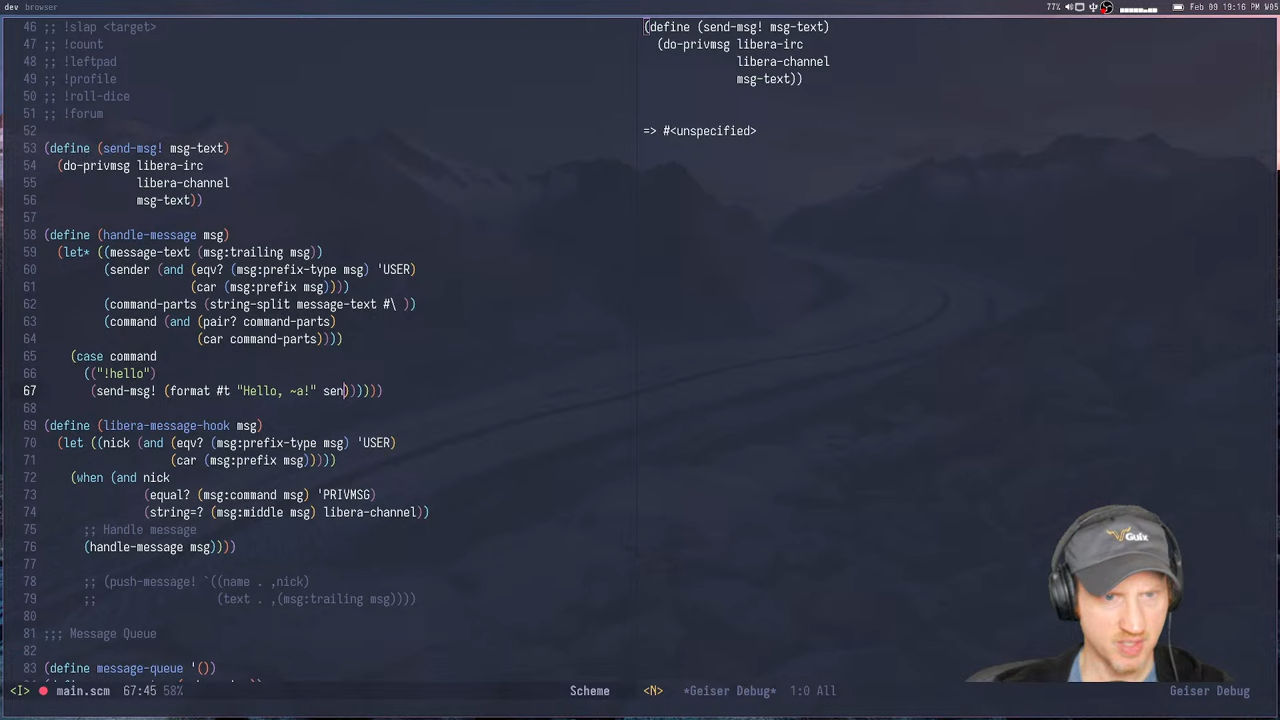 dev browser
77%
Feb 09 19:16 W05
46 ;; !slap <target>
47 ;; !count
48 ;; !leftpad
49 ;; !profile
50 ;; !roll-dice
51 ;; !forum
52
53 (define (send-msg! msg-text)
54 (do-privmsg libera-irc
55 libera-channel
56 msg-text))
57
58 (define (handle-message msg)
59 (let* ((message-text (msg:trailing msg))
60 (sender (and (eqv? (msg:prefix-type msg) 'USER)
61 (car (msg:prefix msg))))
62 (command-parts (string-split message-text #\ ))
63 (command (and (pair? command-parts)
64 (car command-parts))))
65 (case command
66 (("!hello")
67 (send-msg! (format #t "Hello, ~a!" sen))))))
68
69 (define (libera-message-hook msg)
70 (let ((nick (and (eqv? (msg:prefix-type msg) 'USER)
71 (car (msg:prefix msg)))))
72 (when (and nick
73 (equal? (msg:command msg) 'PRIVMSG)
74 (string=? (msg:middle msg) libera-channel))
75 ;; Handle message
76 (handle-message msg))))
77
78 ;; (push-message! `((name . ,nick)
79 ;; (text . ,(msg:trailing msg))))
80
81 ;;; Message Queue
82
83 (define message-queue '())
<I> main.scm 67:45 58% Scheme
(define (send-msg! msg-text)
(do-privmsg libera-irc
libera-channel
msg-text))
=> #<unspecified>
<N> *Geiser Debug* 1:0 All Geiser Debug
Guix